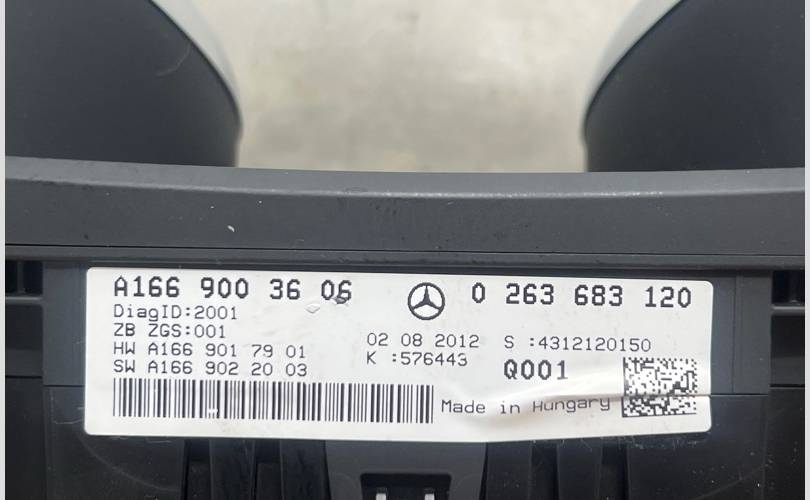 A166 900 36 06
0 263 683 120
DiagID:2001
ZB ZGS:001
HW A166 901 79 01
SW A166 902 20 03
02 08 2012
K :576443
S :4312120150
Q001
Made in Hungary